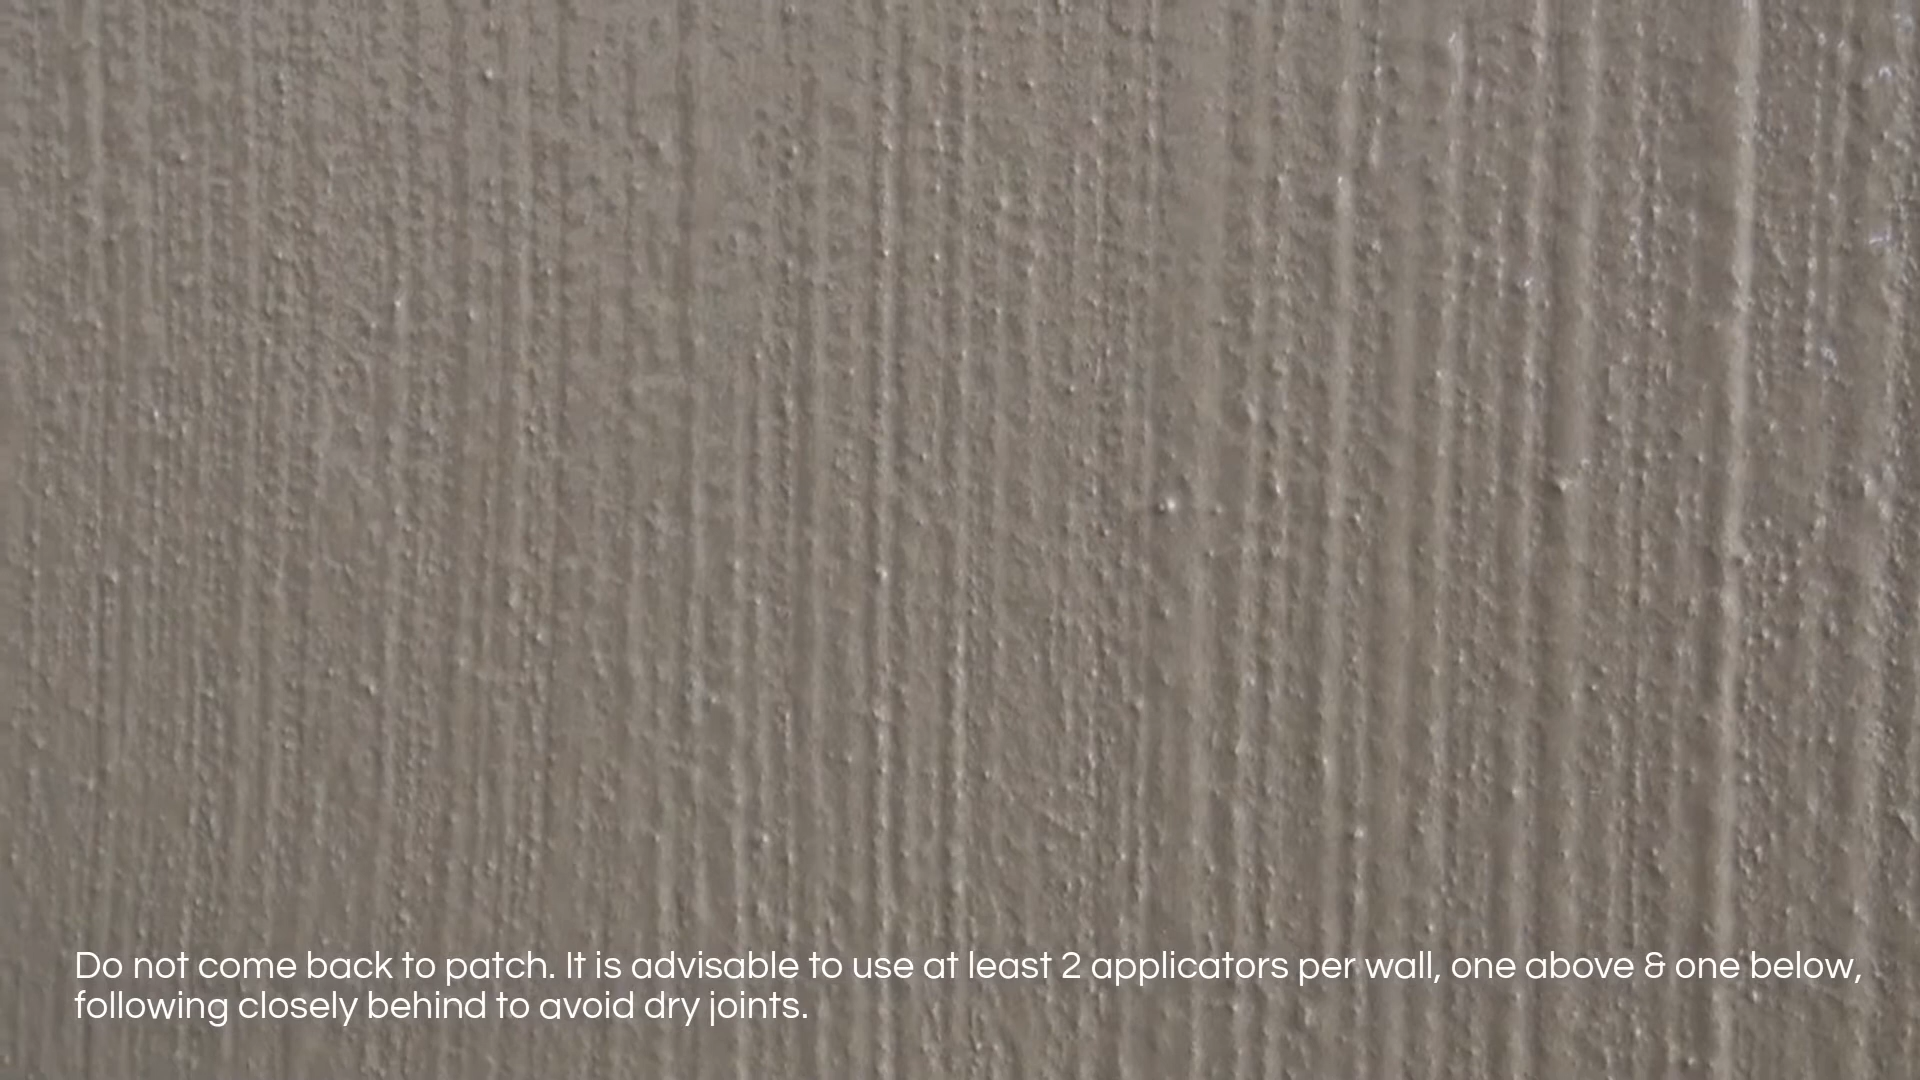 Do not come back to patch. It is advisable to use at least 2 applicators per wall, one above & one below,
following closely behind to avoid dry joints.